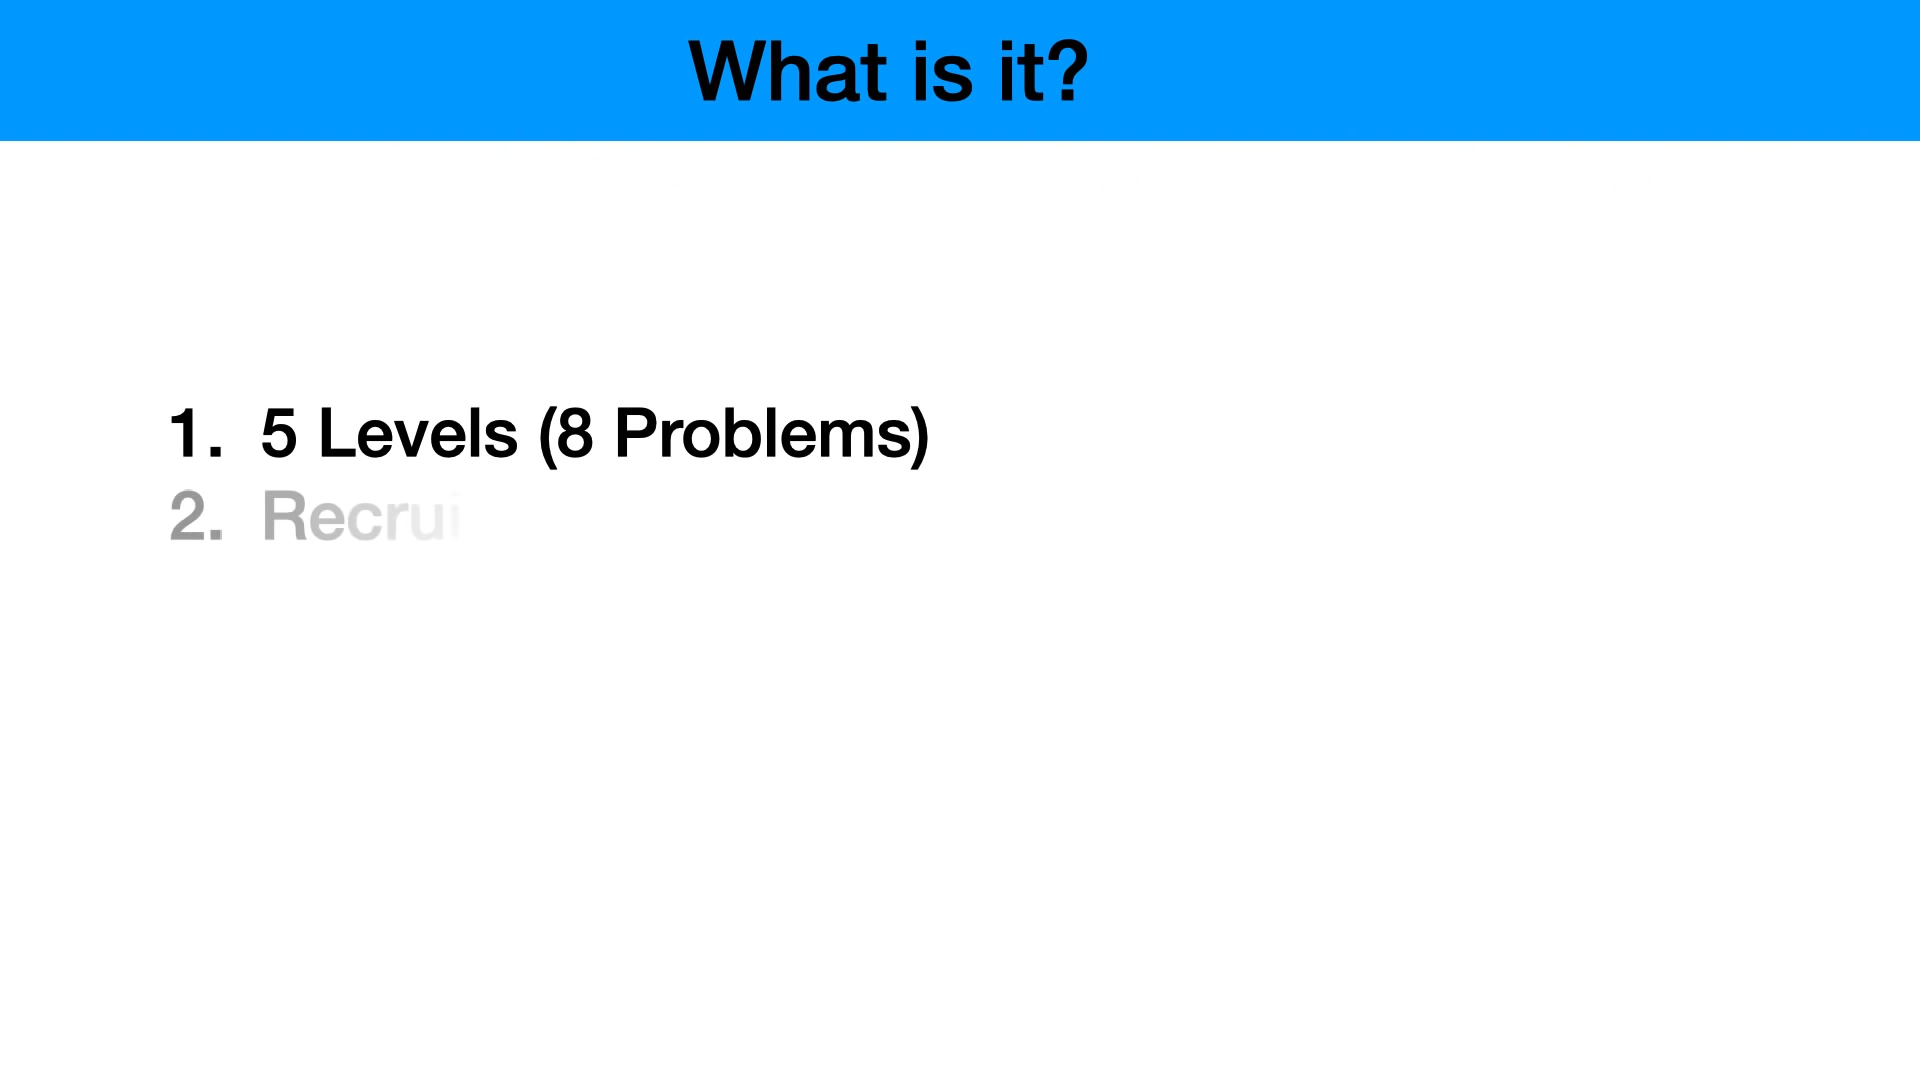 What is it?
1. 5 Levels (8 Problems)
2. Recrui